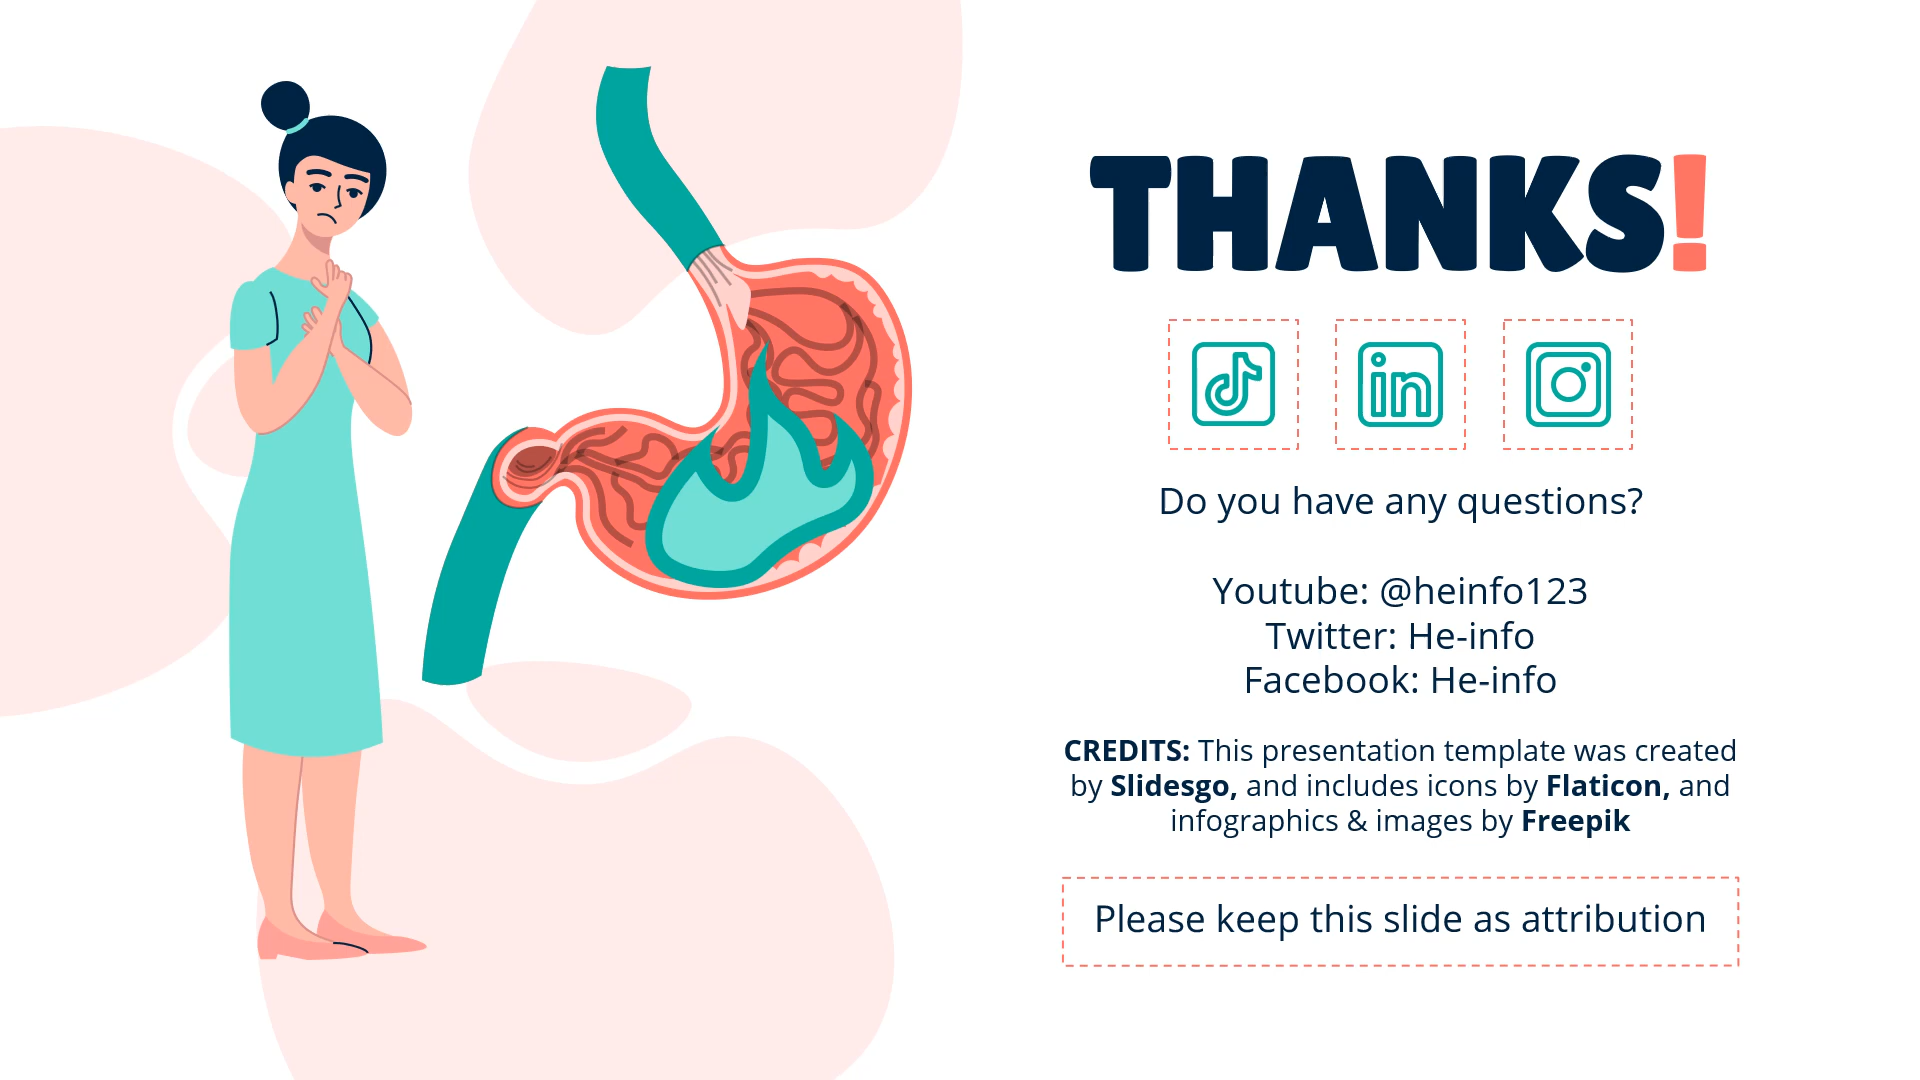 THANKS!
in
Do you have any questions?
Youtube: @heinfo123
Twitter: He-info
Facebook: He-info
CREDITS: This presentation template was created
by Slidesgo, and includes icons by Flaticon, and
infographics & images by Freepik
Please keep this slide as attribution